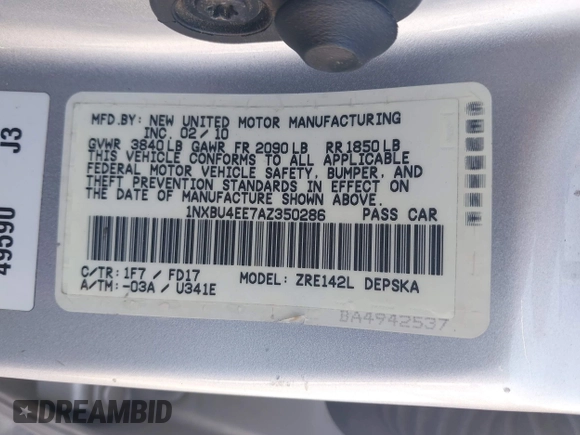 MFD.BY: NEW UNITED MOTOR MANUFACTURING
INC. 02/10
GVWR 3840LB GAWR FR 2090LB RR 1850LB
THIS VEHICLE CONFORMS TO ALL APPLICABLE
FEDERAL MOTOR VEHICLE SAFETY, BUMPER, AND
THEFT PREVENTION STANDARDS IN EFFECT ON
THE DATE OF MANUFACTURE SHOWN ABOVE.
1NXBU4EE7AZ350286 PASS CAR
C/TR: 1F7 / FD17 MODEL: ZRE142L DEPSKA
A/TM: -03A / U341E
BA4942537
49590 J3
DREAMBID